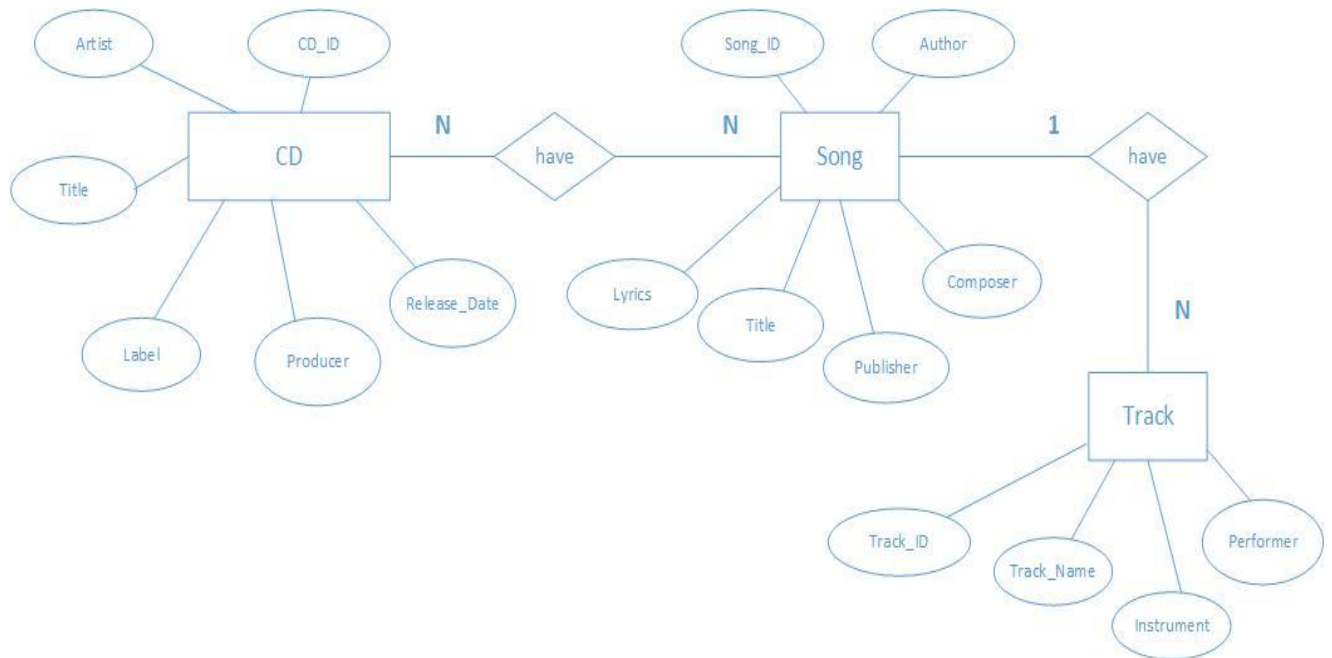 Artist
CD_ID
Song_ID
Author
CD
N
have
N
Song
1
have
Title
Lyrics
Title
Publisher
Composer
Label
Producer
Release_Date
N
Track
Track_ID
Track_Name
Instrument
Performer